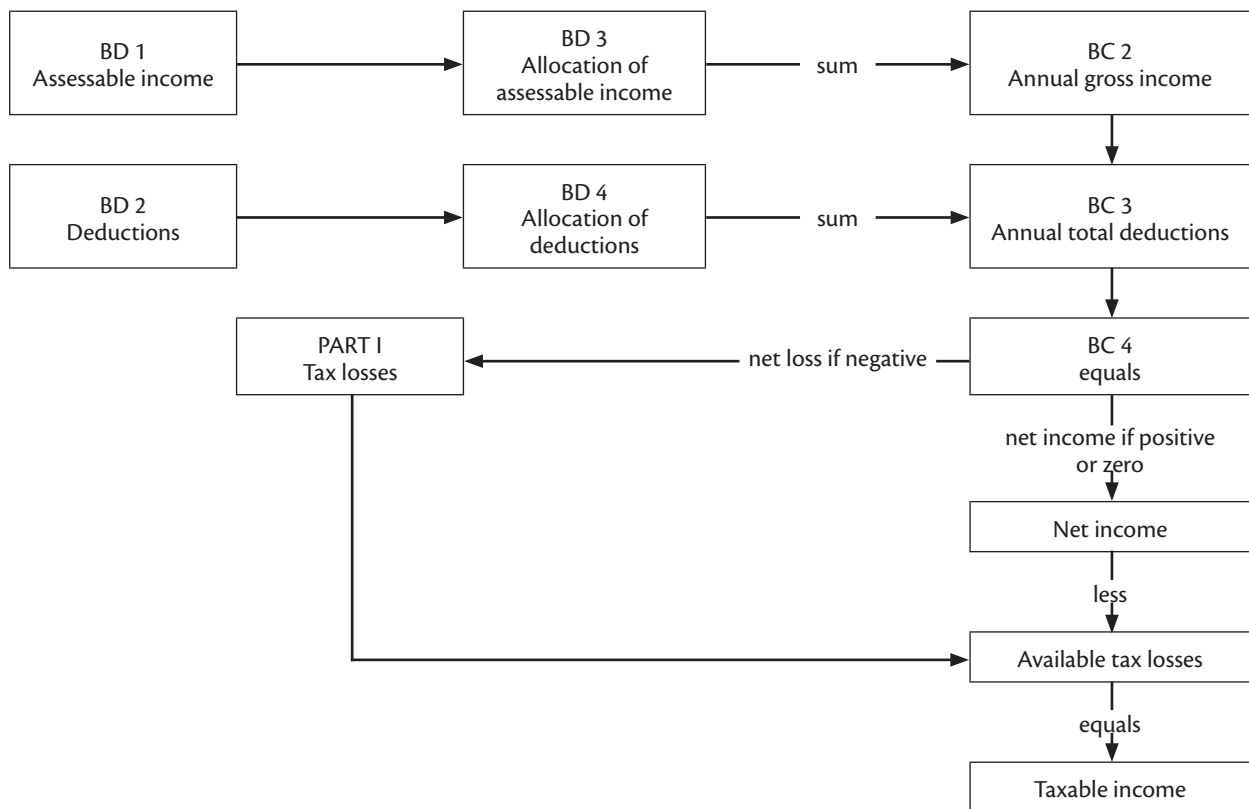 BD 1
Assessable income
BD 3
Allocation of
assessable income
sum
BC 2
Annual gross income
BD 2
Deductions
BD 4
Allocation of
deductions
sum
BC 3
Annual total deductions
PART I
Tax losses
net loss if negative
BC 4
equals
net income if positive
or zero
Net income
less
Available tax losses
equals
Taxable income